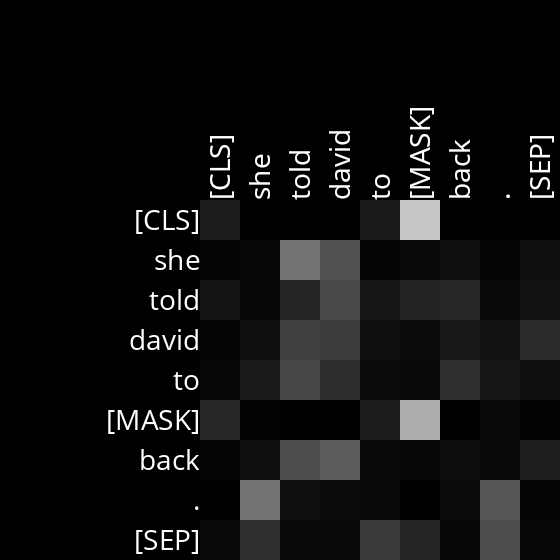 [CLS] she told david to [MASK] back . [SEP]
[CLS]
she
told
david
to
[MASK]
back
.
[SEP]